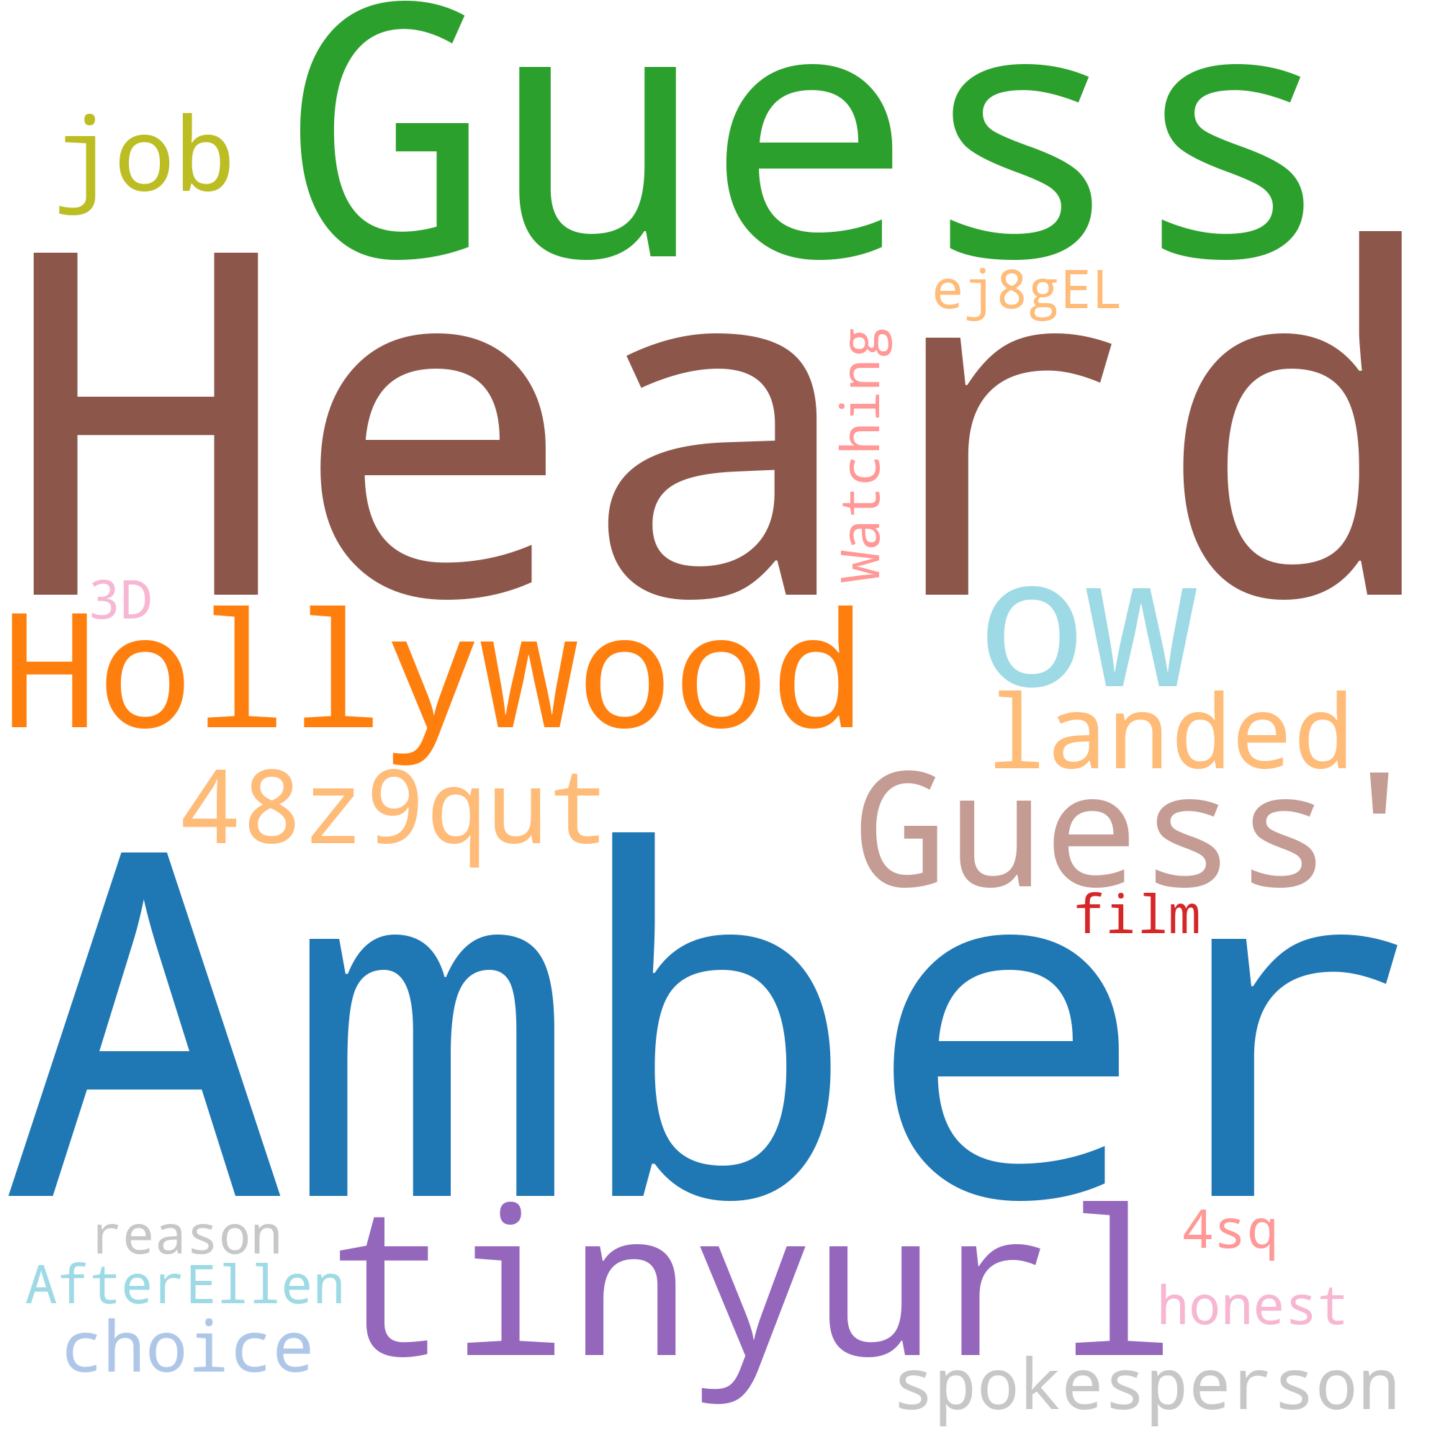 Guess
job
Heard
ej8gEL
Watching
3D
Hollywood
ow
landed
48z9qut
Guess'
film
Amber
tinyurl
reason
4sq
AfterEllen
honest
choice
spokesperson